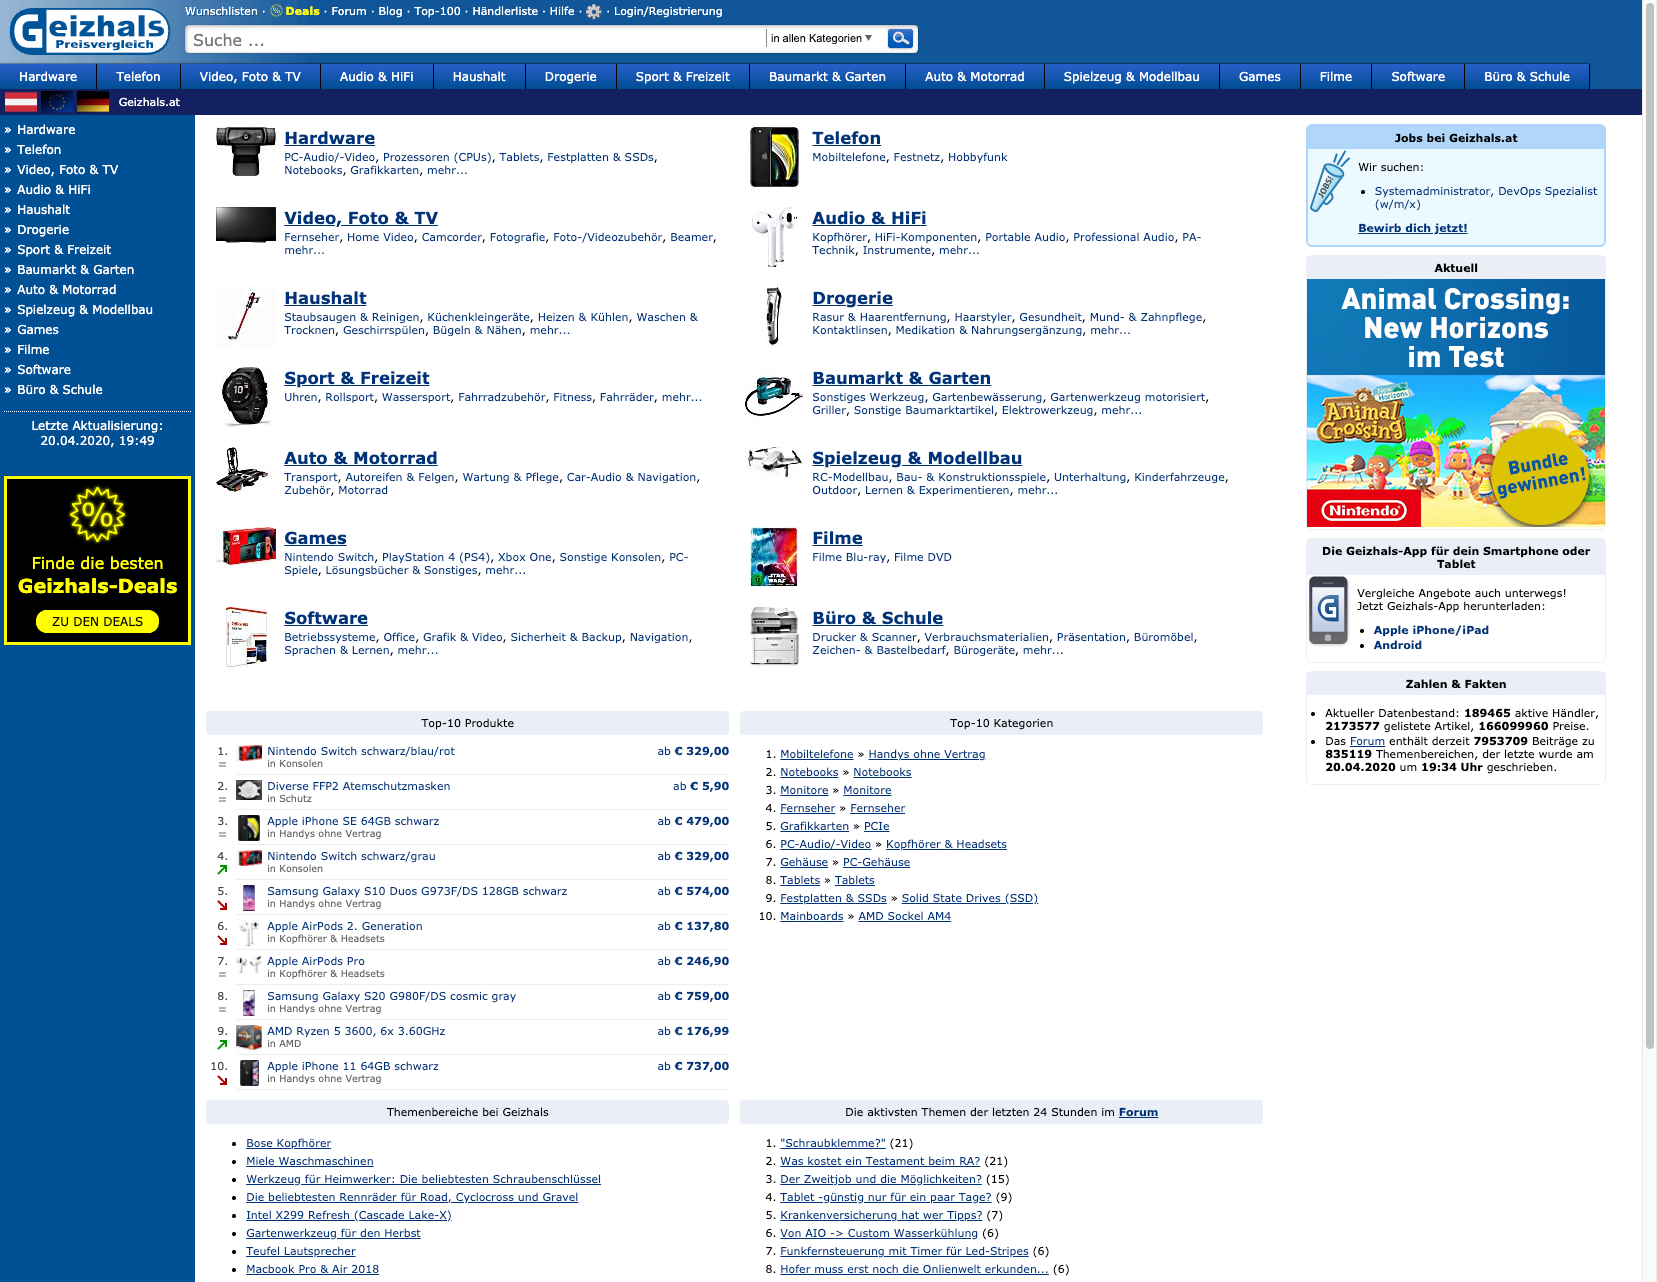 Geizhals
Preisvergleich
Wunschlisten · Deals · Forum · Blog · Top-100 · Händlerliste · Hilfe · · Login/Registrierung
Suche ...
in allen Kategorien
Hardware Telefon Video, Foto & TV Audio & HiFi Haushalt Drogerie Sport & Freizeit Baumarkt & Garten Auto & Motorrad Spielzeug & Modellbau Games Filme Software Büro & Schule
Geizhals.at
» Hardware
» Telefon
» Video, Foto & TV
» Audio & HiFi
» Haushalt
» Drogerie
» Sport & Freizeit
» Baumarkt & Garten
» Auto & Motorrad
» Spielzeug & Modellbau
» Games
» Filme
» Software
» Büro & Schule
Letzte Aktualisierung:
20.04.2020, 19:49
%
Finde die besten
Geizhals-Deals
ZU DEN DEALS
Hardware
PC-Audio/-Video, Prozessoren (CPUs), Tablets, Festplatten & SSDs,
Notebooks, Grafikkarten, mehr...
Telefon
Mobiltelefone, Festnetz, Hobbyfunk
Video, Foto & TV
Fernseher, Home Video, Camcorder, Fotografie, Foto-/Videozubehör, Beamer,
mehr...
Audio & HiFi
Kopfhörer, HiFi-Komponenten, Portable Audio, Professional Audio, PA-
Technik, Instrumente, mehr...
Haushalt
Staubsaugen & Reinigen, Küchenkleingeräte, Heizen & Kühlen, Waschen &
Trocknen, Geschirrspülen, Bügeln & Nähen, mehr...
Drogerie
Rasur & Haarentfernung, Haarstyler, Gesundheit, Mund- & Zahnpflege,
Kontaktlinsen, Medikation & Nahrungsergänzung, mehr...
Sport & Freizeit
Uhren, Rollsport, Wassersport, Fahrradzubehör, Fitness, Fahrräder, mehr...
Baumarkt & Garten
Sonstiges Werkzeug, Gartenbewässerung, Gartenwerkzeug motorisiert,
Griller, Sonstige Baumarktartikel, Elektrowerkzeug, mehr...
Auto & Motorrad
Transport, Autoreifen & Felgen, Wartung & Pflege, Car-Audio & Navigation,
Zubehör, Motorrad
Spielzeug & Modellbau
RC-Modellbau, Bau- & Konstruktionsspiele, Unterhaltung, Kinderfahrzeuge,
Outdoor, Lernen & Experimentieren, mehr...
Games
Nintendo Switch, PlayStation 4 (PS4), Xbox One, Sonstige Konsolen, PC-
Spiele, Lösungsbücher & Sonstiges, mehr...
Filme
Filme Blu-ray, Filme DVD
Software
Betriebssysteme, Office, Grafik & Video, Sicherheit & Backup, Navigation,
Sprachen & Lernen, mehr...
Büro & Schule
Drucker & Scanner, Verbrauchsmaterialien, Präsentation, Büromöbel,
Zeichen- & Bastelbedarf, Bürogeräte, mehr...
Top-10 Produkte
1. Nintendo Switch schwarz/blau/rot ab € 329,00
= in Konsolen
2. Diverse FFP2 Atemschutzmasken ab € 5,90
= in Schutz
3. Apple iPhone SE 64GB schwarz ab € 479,00
= in Handys ohne Vertrag
4. Nintendo Switch schwarz/grau ab € 329,00
in Konsolen
5. Samsung Galaxy S10 Duos G973F/DS 128GB schwarz ab € 574,00
in Handys ohne Vertrag
6. Apple AirPods 2. Generation ab € 137,80
in Kopfhörer & Headsets
7. Apple AirPods Pro ab € 246,90
= in Kopfhörer & Headsets
8. Samsung Galaxy S20 G980F/DS cosmic gray ab € 759,00
= in Handys ohne Vertrag
9. AMD Ryzen 5 3600, 6x 3.60GHz ab € 176,99
in AMD
10. Apple iPhone 11 64GB schwarz ab € 737,00
in Handys ohne Vertrag
Top-10 Kategorien
1. Mobiltelefone » Handys ohne Vertrag
2. Notebooks » Notebooks
3. Monitore » Monitore
4. Fernseher » Fernseher
5. Grafikkarten » PCIe
6. PC-Audio/-Video » Kopfhörer & Headsets
7. Gehäuse » PC-Gehäuse
8. Tablets » Tablets
9. Festplatten & SSDs » Solid State Drives (SSD)
10. Mainboards » AMD Sockel AM4
Themenbereiche bei Geizhals
• Bose Kopfhörer
• Miele Waschmaschinen
• Werkzeug für Heimwerker: Die beliebtesten Schraubenschlüssel
• Die beliebtesten Rennräder für Road, Cyclocross und Gravel
• Intel X299 Refresh (Cascade Lake-X)
• Gartenwerkzeug für den Herbst
• Teufel Lautsprecher
• Macbook Pro & Air 2018
Die aktivsten Themen der letzten 24 Stunden im Forum
1. "Schraubklemme?" (21)
2. Was kostet ein Testament beim RA? (21)
3. Der Zweitjob und die Möglichkeiten? (15)
4. Tablet -günstig nur für ein paar Tage? (9)
5. Krankenversicherung hat wer Tipps? (7)
6. Von AIO -> Custom Wasserkühlung (6)
7. Funkfernsteuerung mit Timer für Led-Stripes (6)
8. Hofer muss erst noch die Onlienwelt erkunden... (6)
Jobs bei Geizhals.at
JOBS!
Wir suchen:
• Systemadministrator, DevOps Spezialist
(w/m/x)
Bewirb dich jetzt!
Aktuell
Animal Crossing:
New Horizons
im Test
New Horizons
Animal
Crossing
Bundle
gewinnen!
Nintendo
Die Geizhals-App für dein Smartphone oder
Tablet
Vergleiche Angebote auch unterwegs!
Jetzt Geizhals-App herunterladen:
• Apple iPhone/iPad
• Android
Zahlen & Fakten
• Aktueller Datenbestand: 189465 aktive Händler,
2173577 gelistete Artikel, 166099960 Preise.
• Das Forum enthält derzeit 7953709 Beiträge zu
835119 Themenbereichen, der letzte wurde am
20.04.2020 um 19:34 Uhr geschrieben.